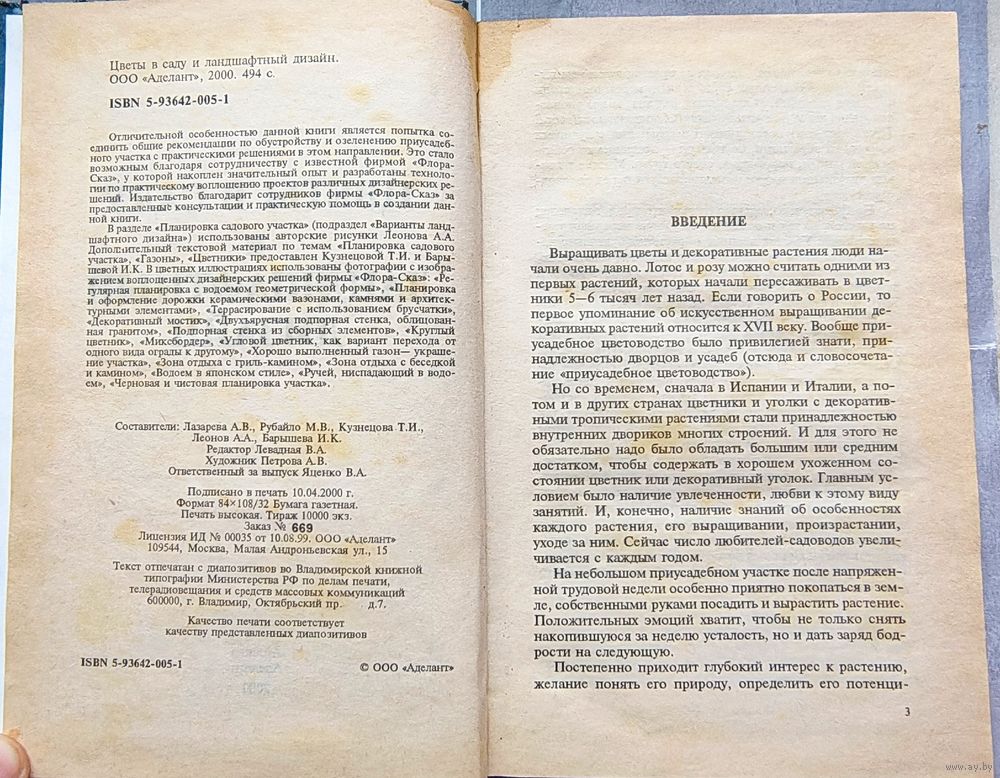 Цветы в саду и ландшафтный дизайн.
ООО «Аделант», 2000. 494 с.
ISBN 5-93642-005-1
Отличительной особенностью данной книги является попытка со-
единить общие рекомендации по обустройству и озеленению приусадеб-
ного участка с практическими решениями в этом направлении. Это стало
возможным благодаря сотрудничеству с известной фирмой «Флора-
Сказ», у которой накоплен значительный опыт и разработаны техноло-
гии по практическому воплощению проектов различных дизайнерских ре-
шений. Издательство благодарит сотрудников фирмы «Флора-Сказ» за
предоставленные консультации и практическую помощь в создании дан-
ной книги.
В разделе «Планировка садового участка» (подраздел «Варианты ланд-
шафтного дизайна») использованы авторские рисунки Леонова А.А.
Дополнительный текстовой материал по темам «Планировка садового
участка», «Газоны», «Цветники» предоставлен Кузнецовой Т.И. и Бары-
шевой И.К. В цветных иллюстрациях использованы фотографии с изобра-
жением воплощенных дизайнерских решений фирмы «Флора-Сказ»: «Ре-
гулярная планировка с водоемом геометрической формы», «Планировка
и оформление дорожки керамическими вазонами, камнями и архитек-
турными элементами», «Террасирование с использованием брусчатки»,
«Декоративный мостик», «Двухъярусная подпорная стенка, облицован-
ная гранитом», «Подпорная стенка из сборных элементов», «Круглый
цветник», «Миксбордер», «Угловой цветник, как вариант перехода от
одного вида ограды к другому», «Хорошо выполненный газон— украше-
ние участка», «Зона отдыха с гриль-камином», «Зона отдыха с беседкой
и камином», «Водоем в японском стиле», «Ручей, ниспадающий в водо-
ем», «Черновая и чистовая планировка участка».
Составители: Лазарева А.В., Рубайло М.В., Кузнецова Т.И.,
Леонов А.А., Барышева И.К.
Редактор Левадная В.А.
Художник Петрова А.В.
Ответственный за выпуск Яценко В.А.
Подписано в печать 10.04.2000 г.
Формат 84×108/32 Бумага газетная.
Печать высокая. Тираж 10000 экз.
Заказ № 669
Лицензия ИД № 00035 от 10.08.99. ООО «Аделант»
109544, Москва, Малая Андроньевская ул., 15
Текст отпечатан с диапозитивов во Владимирской книжной
типографии Министерства РФ по делам печати,
телерадиовещания и средств массовых коммуникаций
600000, г. Владимир, Октябрьский пр. д.7.
Качество печати соответствует
качеству представленных диапозитивов
ISBN 5-93642-005-1
© ООО «Аделант»
ВВЕДЕНИЕ
Выращивать цветы и декоративные растения люди на-
чали очень давно. Лотос и розу можно считать одними из
первых растений, которых начали пересаживать в цвет-
ники 5—6 тысяч лет назад. Если говорить о России, то
первое упоминание об искусственном выращивании де-
коративных растений относится к XVII веку. Вообще при-
усадебное цветоводство было привилегией знати, при-
надлежностью дворцов и усадеб (отсюда и словосочета-
ние «приусадебное цветоводство»).
Но со временем, сначала в Испании и Италии, а по-
том и в других странах цветники и уголки с декоратив-
ными тропическими растениями стали принадлежностью
внутренних двориков многих строений. И для этого не
обязательно надо было обладать большим или средним
достатком, чтобы содержать в хорошем ухоженном со-
стоянии цветник или декоративный уголок. Главным ус-
ловием было наличие увлеченности, любви к этому виду
занятий. И, конечно, наличие знаний об особенностях
каждого растения, его выращивании, произрастании,
уходе за ним. Сейчас число любителей-садоводов увели-
чивается с каждым годом.
На небольшом приусадебном участке после напряжен-
ной трудовой недели особенно приятно покопаться в зем-
ле, собственными руками посадить и вырастить растение.
Положительных эмоций хватит, чтобы не только снять
накопившуюся за неделю усталость, но и дать заряд бод-
рости на следующую.
Постепенно приходит глубокий интерес к растению,
желание понять его природу, определить его потенци-
3
www.ay.by